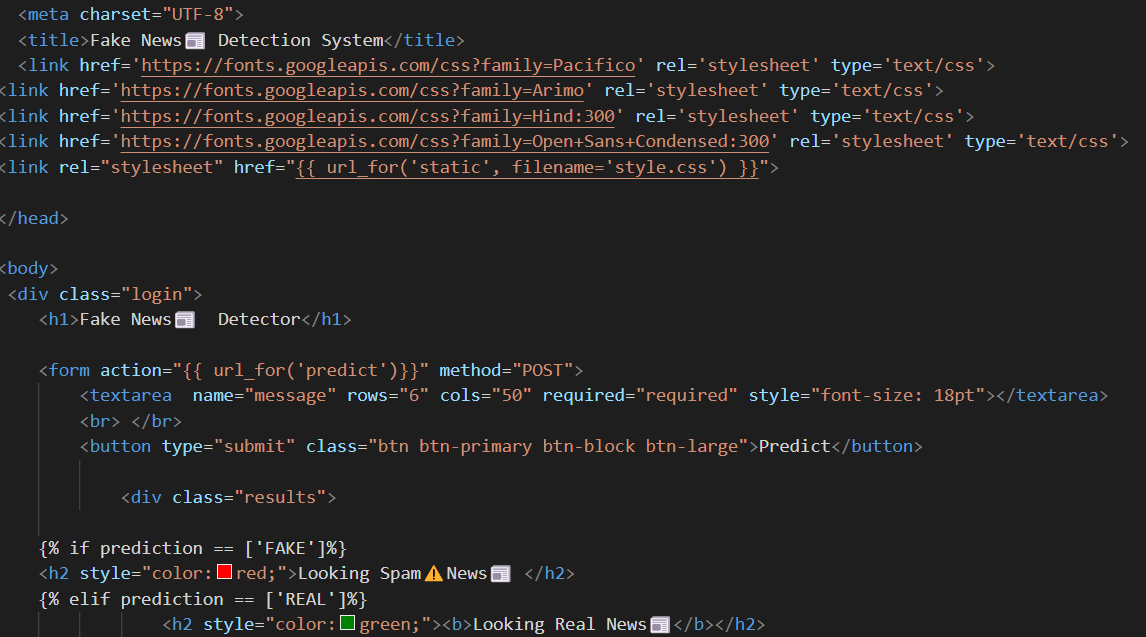 <meta charset="UTF-8">
<title>Fake News📰 Detection System</title>
<link href='https://fonts.googleapis.com/css?family=Pacifico' rel='stylesheet' type='text/css'>
<link href='https://fonts.googleapis.com/css?family=Arimo' rel='stylesheet' type='text/css'>
<link href='https://fonts.googleapis.com/css?family=Hind:300' rel='stylesheet' type='text/css'>
<link href='https://fonts.googleapis.com/css?family=Open+Sans+Condensed:300' rel='stylesheet' type='text/css'>
<link rel="stylesheet" href="{{ url_for('static', filename='style.css') }}">
</head>
<body>
<div class="login">
<h1>Fake News📰  Detector</h1>
<form action="{{ url_for('predict')}}" method="POST">
<textarea  name="message" rows="6" cols="50" required="required" style="font-size: 18pt"></textarea>
<br> </br>
<button type="submit" class="btn btn-primary btn-block btn-large">Predict</button>
<div class="results">
{% if prediction == ['FAKE']%}
<h2 style="color:red;">Looking Spam⚠News📰 </h2>
{% elif prediction == ['REAL']%}
<h2 style="color:green;"><b>Looking Real News📰</b></h2>